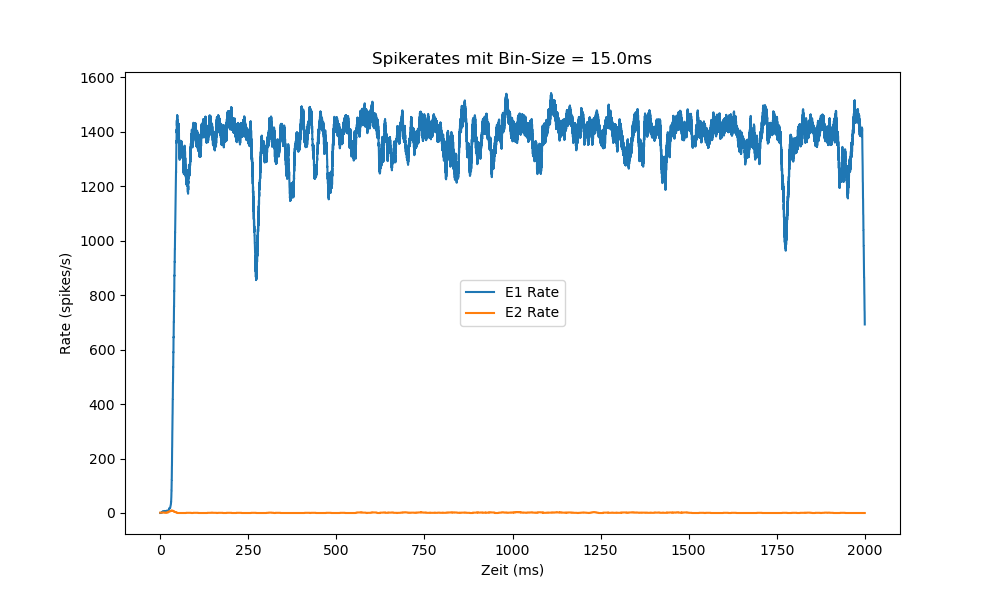 Spikerates mit Bin-Size = 15.0ms
1600
1400
1200
1000
800
600
400
200
0
Rate (spikes/s)
E1 Rate
E2 Rate
0 250 500 750 1000 1250 1500 1750 2000
Zeit (ms)